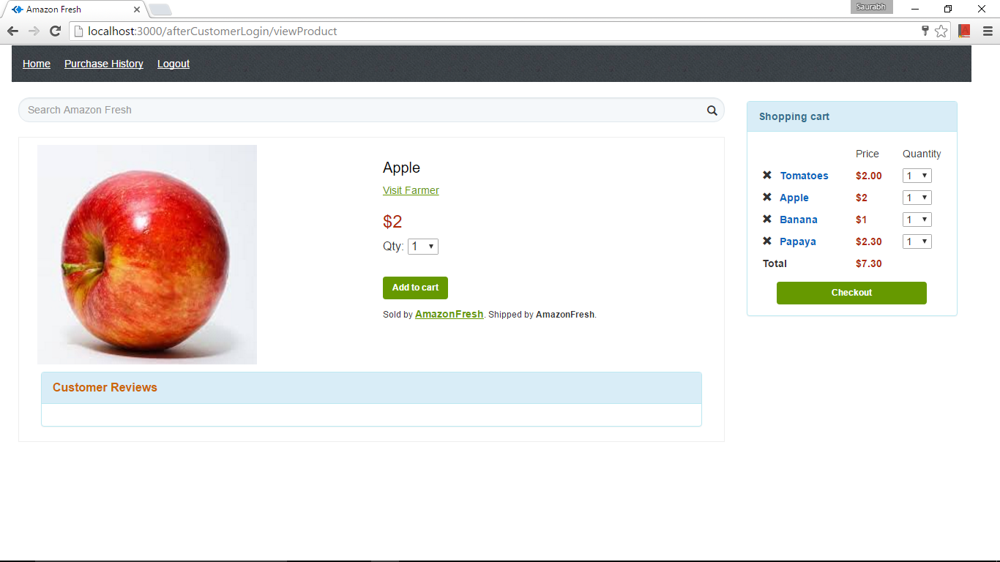 Amazon Fresh
Saurabh
localhost:3000/afterCustomerLogin/viewProduct
Home Purchase History Logout
Search Amazon Fresh
Apple
Visit Farmer
$2
Qty: 1
Add to cart
Sold by AmazonFresh. Shipped by AmazonFresh.
Customer Reviews
Shopping cart
Price Quantity
Tomatoes $2.00 1
Apple $2 1
Banana $1 1
Papaya $2.30 1
Total $7.30
Checkout